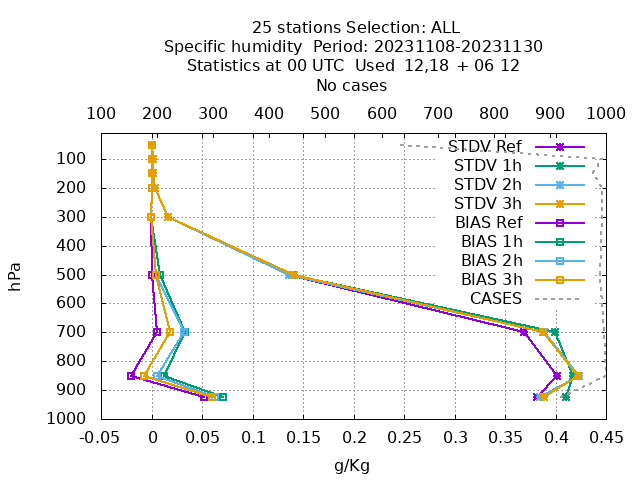 25 stations Selection: ALL
Specific humidity  Period: 20231108-20231130
Statistics at 00 UTC  Used  12,18 + 06 12
No cases
100 200 300 400 500 600 700 800 900 1000
STDV Ref
STDV 1h
STDV 2h
STDV 3h
BIAS Ref
BIAS 1h
BIAS 2h
BIAS 3h
CASES
hPa
100
200
300
400
500
600
700
800
900
1000
-0.05 0 0.05 0.1 0.15 0.2 0.25 0.3 0.35 0.4 0.45
g/Kg